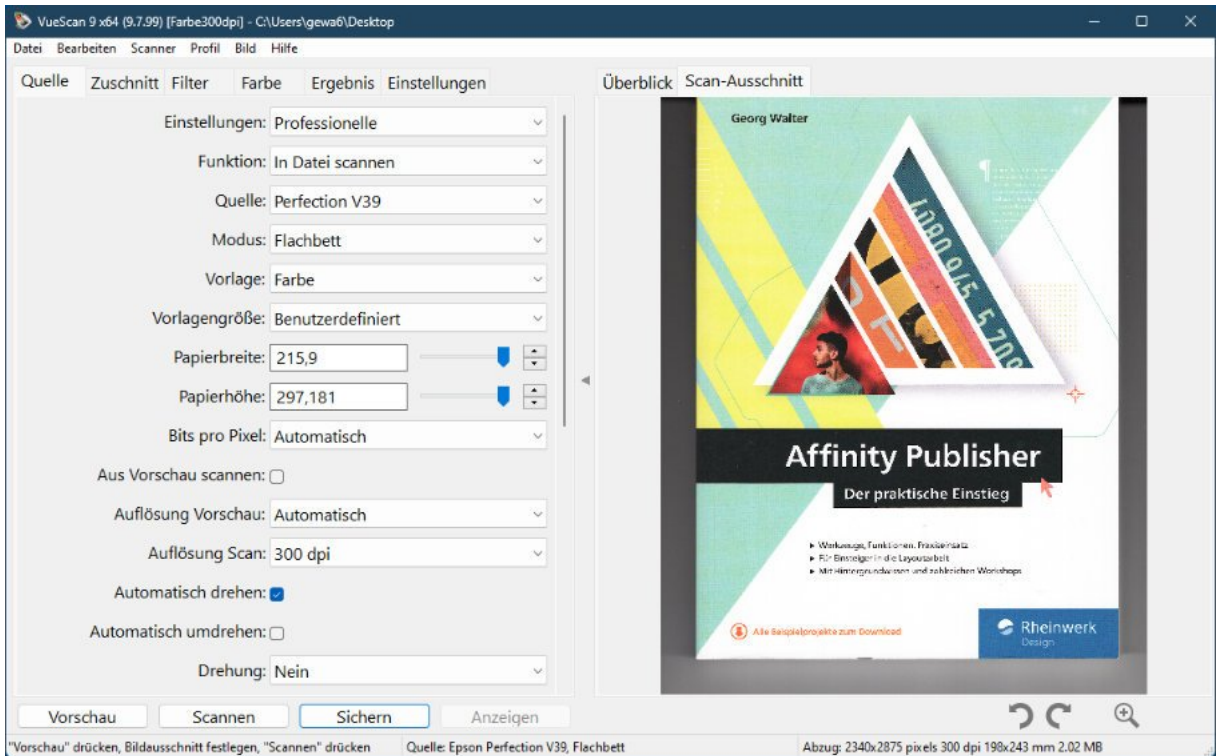 VueScan 9 x64 (9.7.99) [Farbe300dpi] - C:\Users\gewa6\Desktop
Datei Bearbeiten Scanner Profil Bild Hilfe
Quelle Zuschnitt Filter Farbe Ergebnis Einstellungen
Einstellungen: Professionelle
Funktion: In Datei scannen
Quelle: Perfection V39
Modus: Flachbett
Vorlage: Farbe
Vorlagengröße: Benutzerdefiniert
Papierbreite: 215,9
Papierhöhe: 297,181
Bits pro Pixel: Automatisch
Aus Vorschau scannen:
Auflösung Vorschau: Automatisch
Auflösung Scan: 300 dpi
Automatisch drehen:
Automatisch umdrehen:
Drehung: Nein
Überblick Scan-Ausschnitt
Georg Walter
4080 945 5 709
Affinity Publisher
Der praktische Einstieg
▸ Werkzeuge, Funktionen, Praxiseinsatz
▸ Für Einsteiger in die Layoutarbeit
▸ Mit Hintergrundwissen und zahlreichen Workshops
Alle Beispielprojekte zum Download
Rheinwerk
Design
Vorschau Scannen Sichern Anzeigen
"Vorschau" drücken, Bildausschnitt festlegen, "Scannen" drücken Quelle: Epson Perfection V39, Flachbett Abzug: 2340x2875 pixels 300 dpi 198x243 mm 2.02 MB